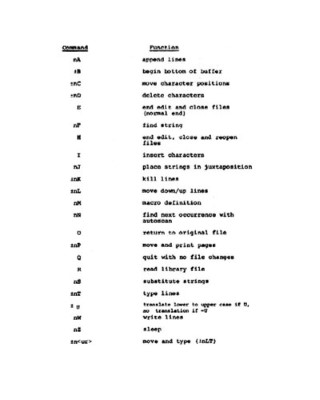 Command Function
nA append lines
±B begin bottom of buffer
±nC move character positions
±nD delete characters
E end edit and close files
(normal end)
nF find string
H end edit, close and reopen
files
I insert characters
nJ place strings in juxtaposition
±nK kill lines
±nL move down/up lines
nM macro definition
nN find next occurrence with
autoscan
O return to original file
±nP move and print pages
Q quit with no file changes
R read library file
nS substitute strings
±nT type lines
± U translate lower to upper case if U,
no translation if -U
nW write lines
nZ sleep
±n<cr> move and type (±nLT)